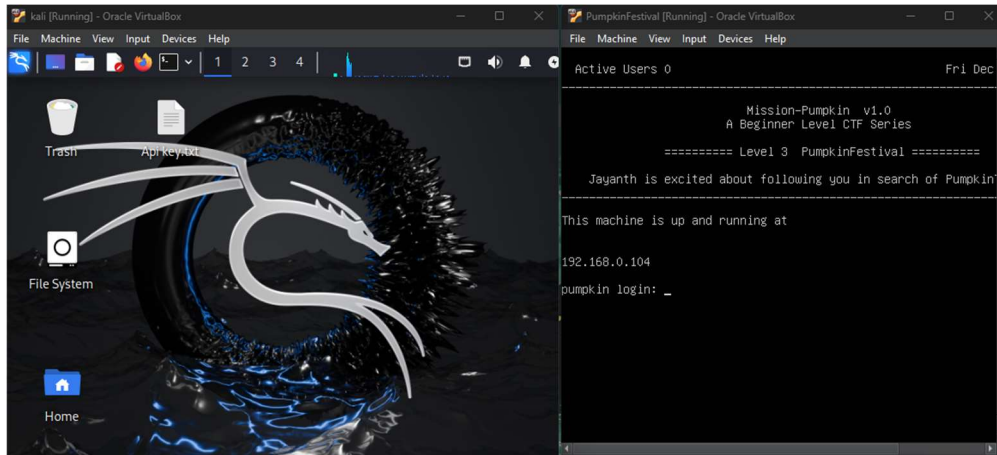 kali [Running] - Oracle VirtualBox
File Machine View Input Devices Help
1 2 3 4
Trash
Api key.txt
File System
Home
PumpkinFestival [Running] - Oracle VirtualBox
File Machine View Input Devices Help
Active Users 0 Fri Dec
Mission-Pumpkin v1.0
A Beginner Level CTF Series
========== Level 3 PumpkinFestival ==========
Jayanth is excited about following you in search of Pumpkin
This machine is up and running at
192.168.0.104
pumpkin login: _